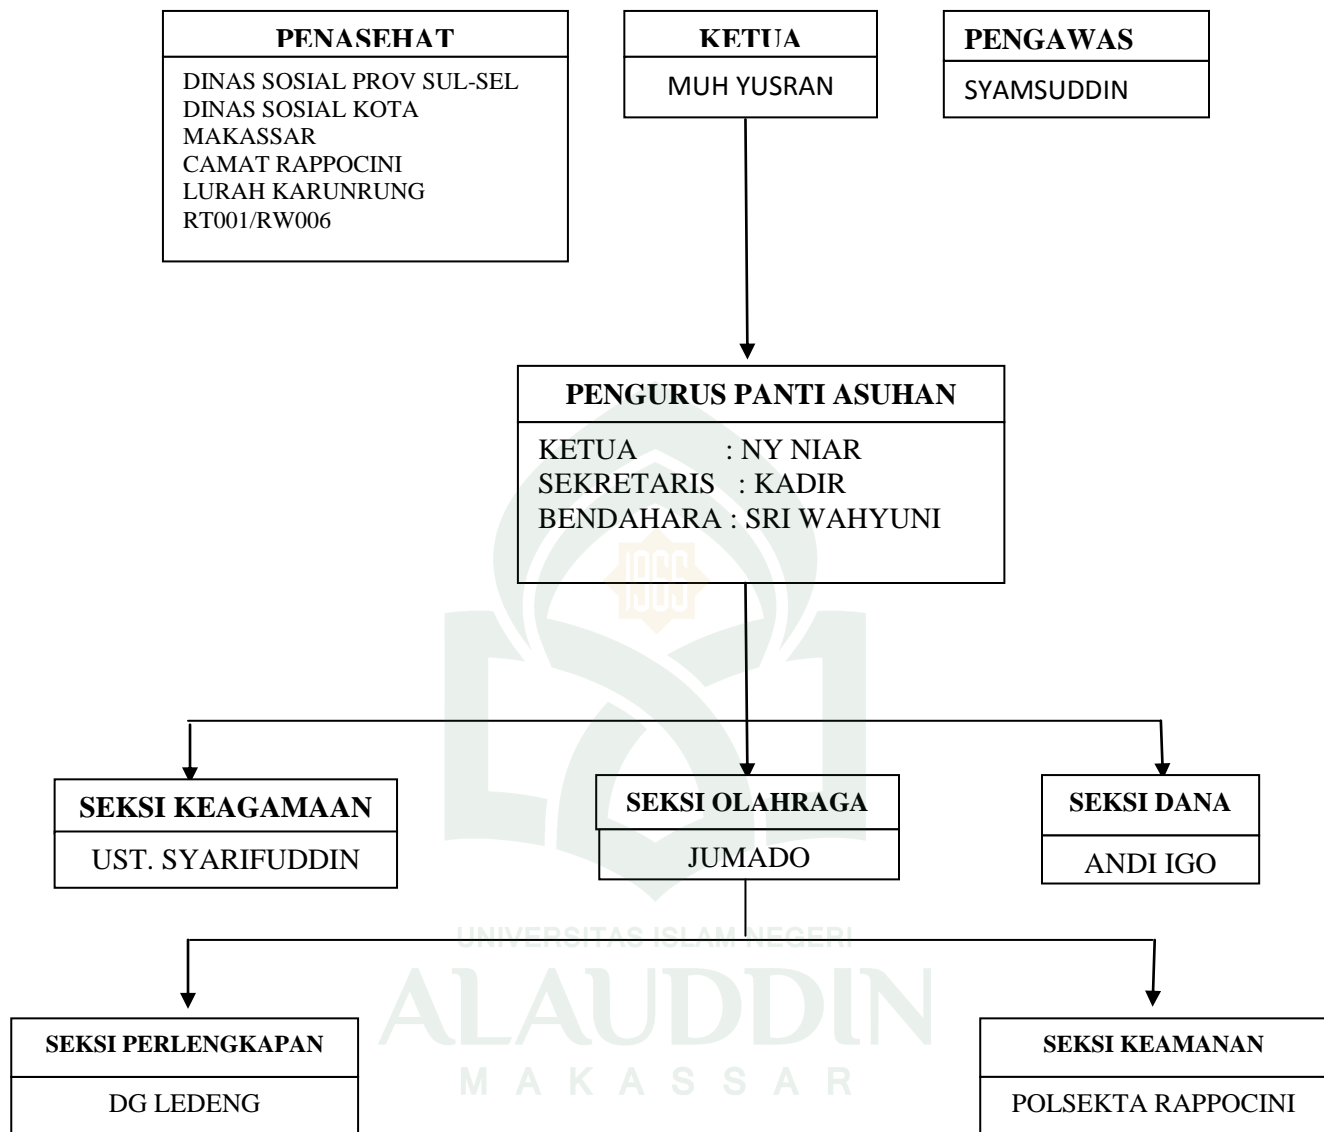 PENASEHAT
DINAS SOSIAL PROV SUL-SEL
DINAS SOSIAL KOTA
MAKASSAR
CAMAT RAPPOCINI
LURAH KARUNRUNG
RT001/RW006
KETUA
MUH YUSRAN
PENGAWAS
SYAMSUDDIN
PENGURUS PANTI ASUHAN
KETUA : NY NIAR
SEKRETARIS : KADIR
BENDAHARA : SRI WAHYUNI
1965
SEKSI KEAGAMAAN
UST. SYARIFUDDIN
SEKSI OLAHRAGA
JUMADO
SEKSI DANA
ANDI IGO
UNIVERSITAS ISLAM NEGERI
ALAUDDIN
MAKASSAR
SEKSI PERLENGKAPAN
DG LEDENG
SEKSI KEAMANAN
POLSEKTA RAPPOCINI